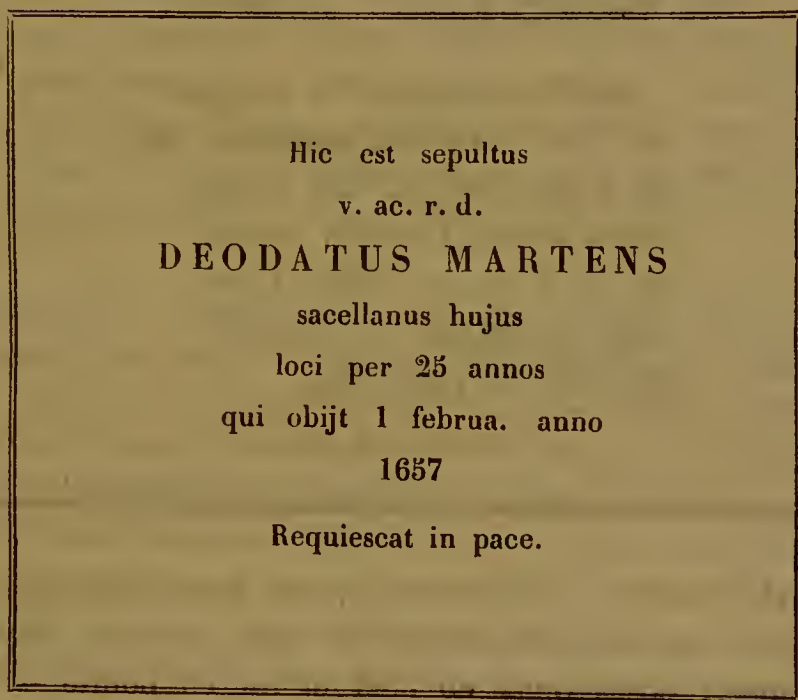 Hic est sepultus
v. ac. r. d.
DEODATUS MARTENS
sacellanus hujus
loci per 25 annos
qui obijt 1 februa. anno
1657
Requiescat in pace.